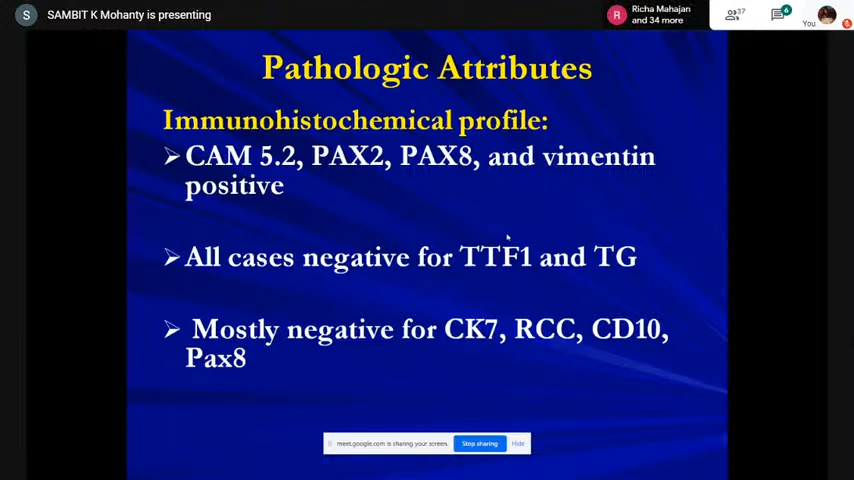 S SAMBIT K Mohanty is presenting
R Richa Mahajan
and 34 more
37
6
You
Pathologic Attributes
Immunohistochemical profile:
➢CAM 5.2, PAX2, PAX8, and vimentin
positive
➢All cases negative for TTF1 and TG
➢ Mostly negative for CK7, RCC, CD10,
Pax8
meet.google.com is sharing your screen.
Stop sharing
Hide